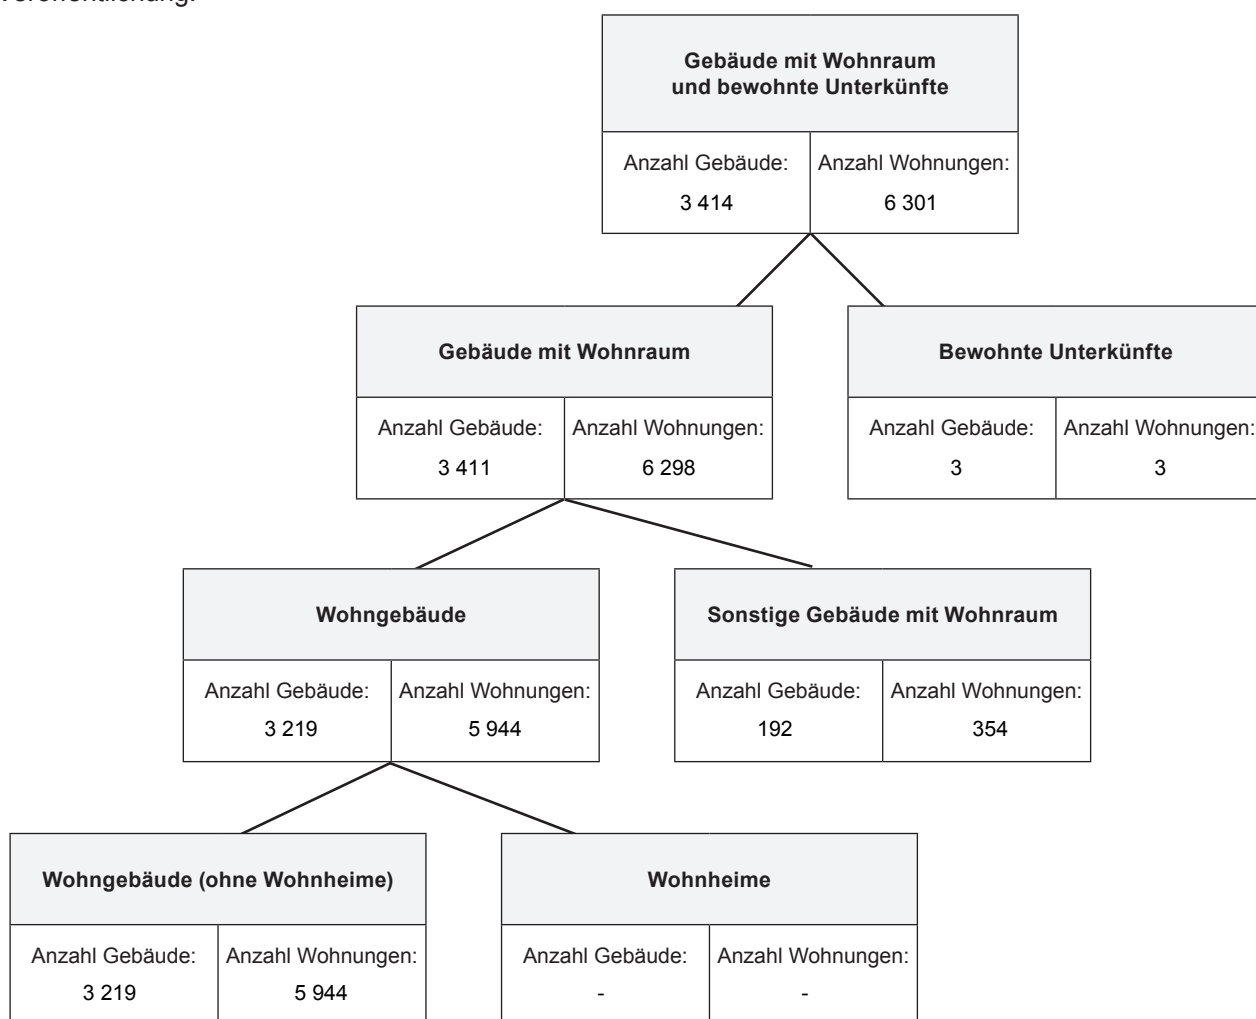 Veröffentlichung.
Gebäude mit Wohnraum
und bewohnte Unterkünfte
Anzahl Gebäude: Anzahl Wohnungen:
3 414 6 301
Gebäude mit Wohnraum Bewohnte Unterkünfte
Anzahl Gebäude: Anzahl Wohnungen: Anzahl Gebäude: Anzahl Wohnungen:
3 411 6 298 3 3
Wohngebäude Sonstige Gebäude mit Wohnraum
Anzahl Gebäude: Anzahl Wohnungen: Anzahl Gebäude: Anzahl Wohnungen:
3 219 5 944 192 354
Wohngebäude (ohne Wohnheime) Wohnheime
Anzahl Gebäude: Anzahl Wohnungen: Anzahl Gebäude: Anzahl Wohnungen:
3 219 5 944 - -